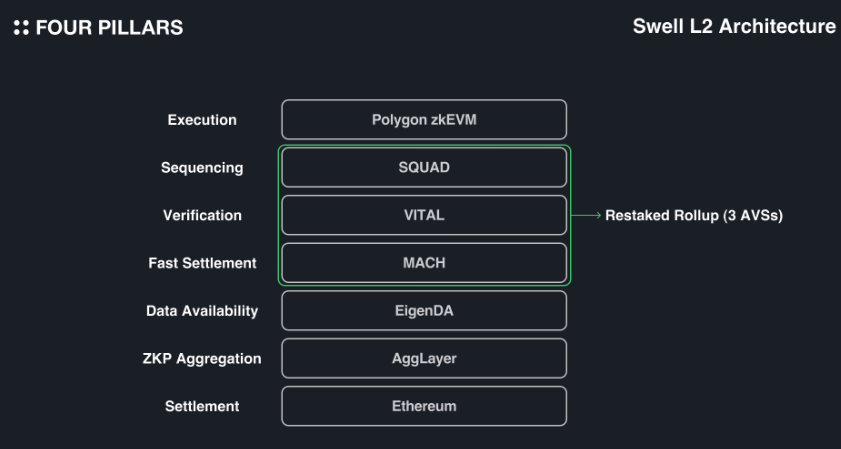 FOUR PILLARS
Swell L2 Architecture
Execution
Polygon zkEVM
Sequencing
SQUAD
Verification
VITAL
Restaked Rollup (3 AVSs)
Fast Settlement
MACH
Data Availability
EigenDA
ZKP Aggregation
AggLayer
Settlement
Ethereum